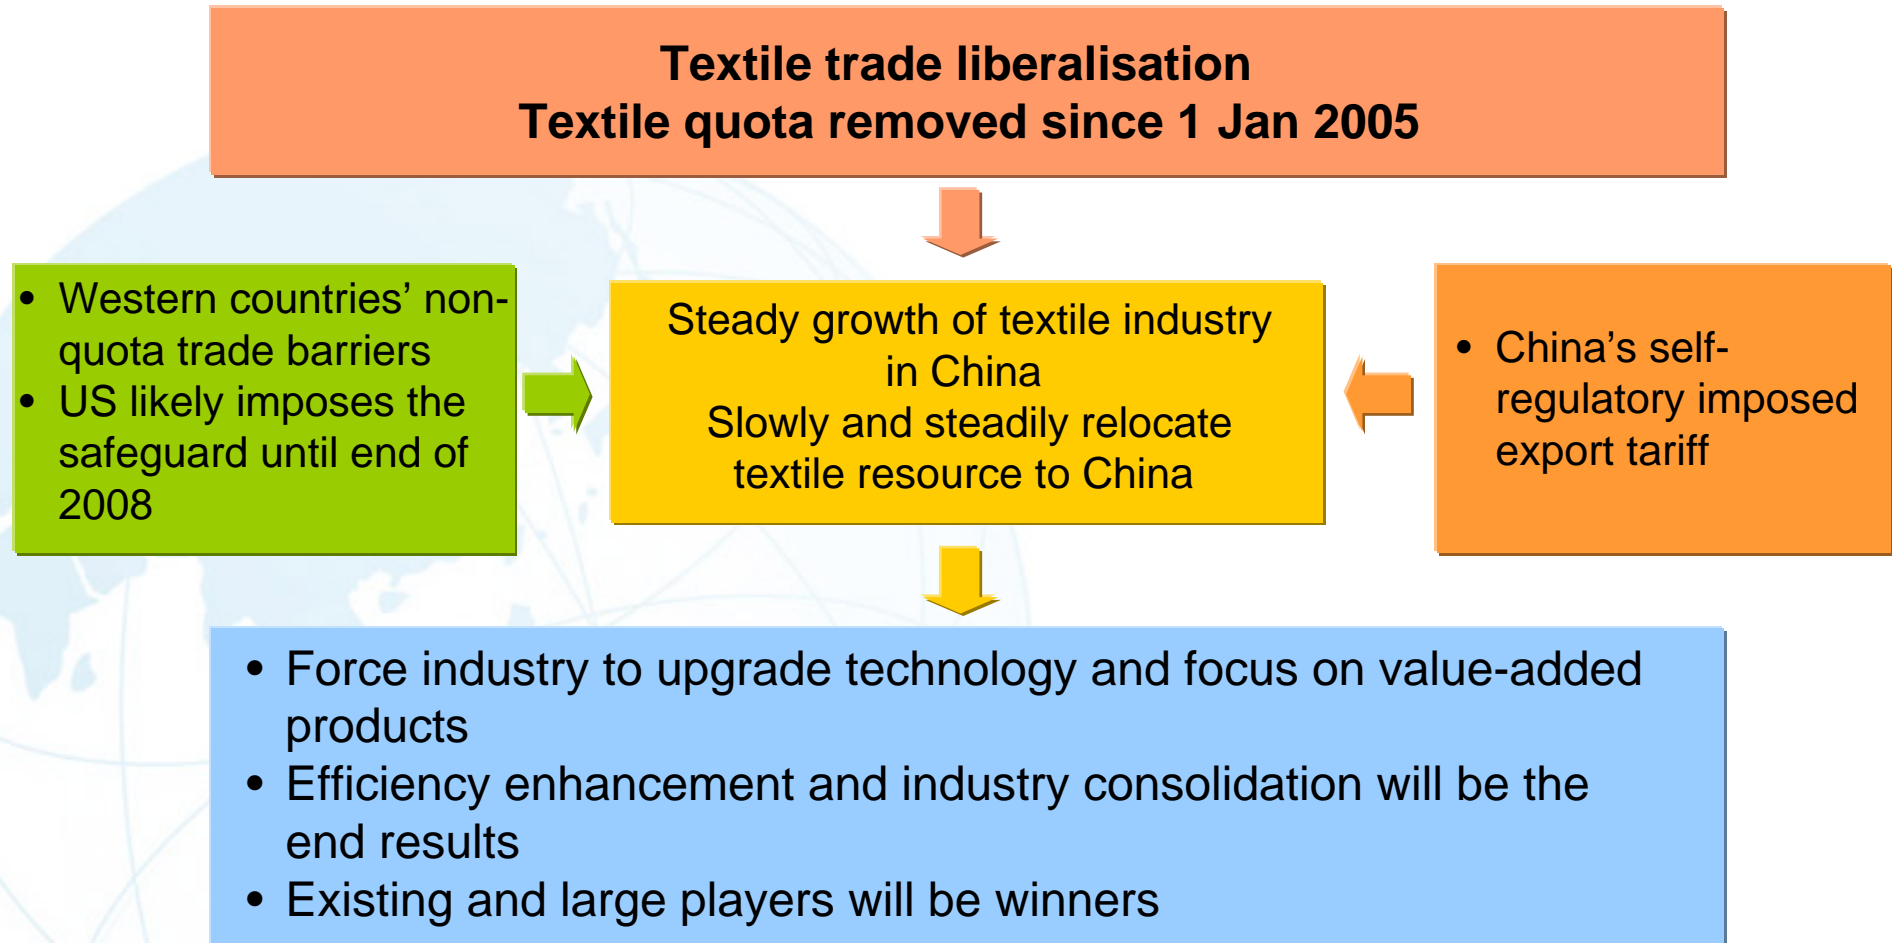 Textile trade liberalisation
Textile quota removed since 1 Jan 2005
• Western countries’ non-
quota trade barriers
• US likely imposes the
safeguard until end of
2008
Steady growth of textile industry
in China
Slowly and steadily relocate
textile resource to China
• China’s self-
regulatory imposed
export tariff
• Force industry to upgrade technology and focus on value-added
products
• Efficiency enhancement and industry consolidation will be the
end results
• Existing and large players will be winners